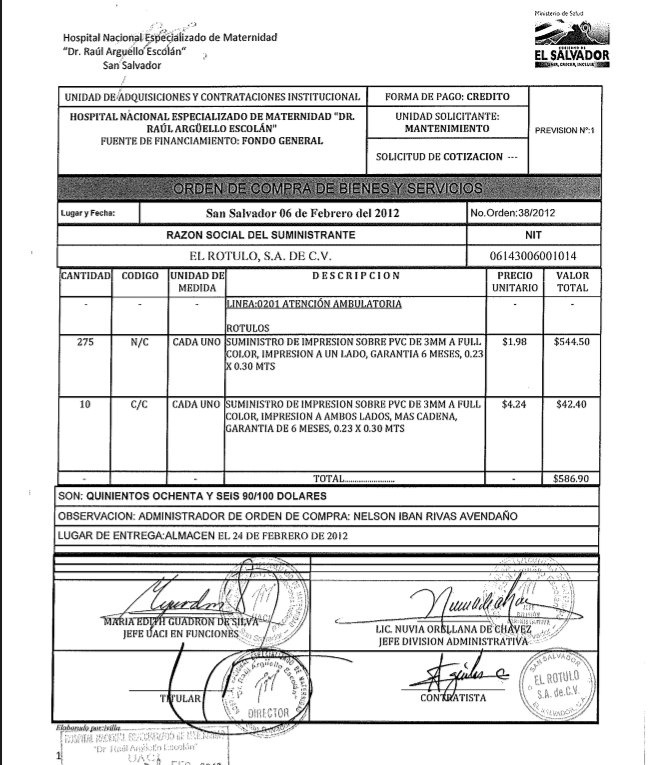 Ministerio de Salud
Hospital Nacional Especializado de Maternidad
"Dr. Raúl Arguello Escolán"
San Salvador
GOBIERNO DE
EL SALVADOR
UNIDAD DE ADQUISICIONES Y CONTRATACIONES INSTITUCIONAL
FORMA DE PAGO: CREDITO
HOSPITAL NACIONAL ESPECIALIZADO DE MATERNIDAD "DR.
RAÚL ARGÜELLO ESCOLÁN"
FUENTE DE FINANCIAMIENTO: FONDO GENERAL
UNIDAD SOLICITANTE:
MANTENIMIENTO
PREVISION Nº:1
SOLICITUD DE COTIZACION ---
ORDEN DE COMPRA DE BIENES Y SERVICIOS
Lugar y Fecha:
San Salvador 06 de Febrero del 2012
No.Orden:38/2012
RAZON SOCIAL DEL SUMINISTRANTE
NIT
EL ROTULO, S.A. DE C.V.
06143006001014
CANTIDAD CODIGO UNIDAD DE MEDIDA DESCRIPCION PRECIO UNITARIO VALOR TOTAL
- - - LINEA:0201 ATENCIÓN AMBULATORIA - -
ROTULOS
275 N/C CADA UNO SUMINISTRO DE IMPRESION SOBRE PVC DE 3MM A FULL $1.98 $544.50
COLOR, IMPRESION A UN LADO, GARANTIA 6 MESES, 0.23
X 0.30 MTS
10 C/C CADA UNO SUMINISTRO DE IMPRESION SOBRE PVC DE 3MM A FULL $4.24 $42.40
COLOR, IMPRESION A AMBOS LADOS, MAS CADENA,
GARANTIA DE 6 MESES, 0.23 X 0.30 MTS
- - TOTAL........................ - $586.90
SON: QUINIENTOS OCHENTA Y SEIS 90/100 DOLARES
OBSERVACION: ADMINISTRADOR DE ORDEN DE COMPRA: NELSON IBAN RIVAS AVENDAÑO
LUGAR DE ENTREGA:ALMACEN EL 24 DE FEBRERO DE 2012
MARIA EDITH GUADRON DE SILVA
JEFE UACI EN FUNCIONES
LIC. NUVIA ORELLANA DE CHÁVEZ
JEFE DIVISION ADMINISTRATIVA
TITULAR
DIRECTOR
CONTRATISTA
SAN SALVADOR
EL ROTULO
S.A. de C.V.
Elaborado por:
"Dr. Raúl Argüello Escolán"
UACI
1